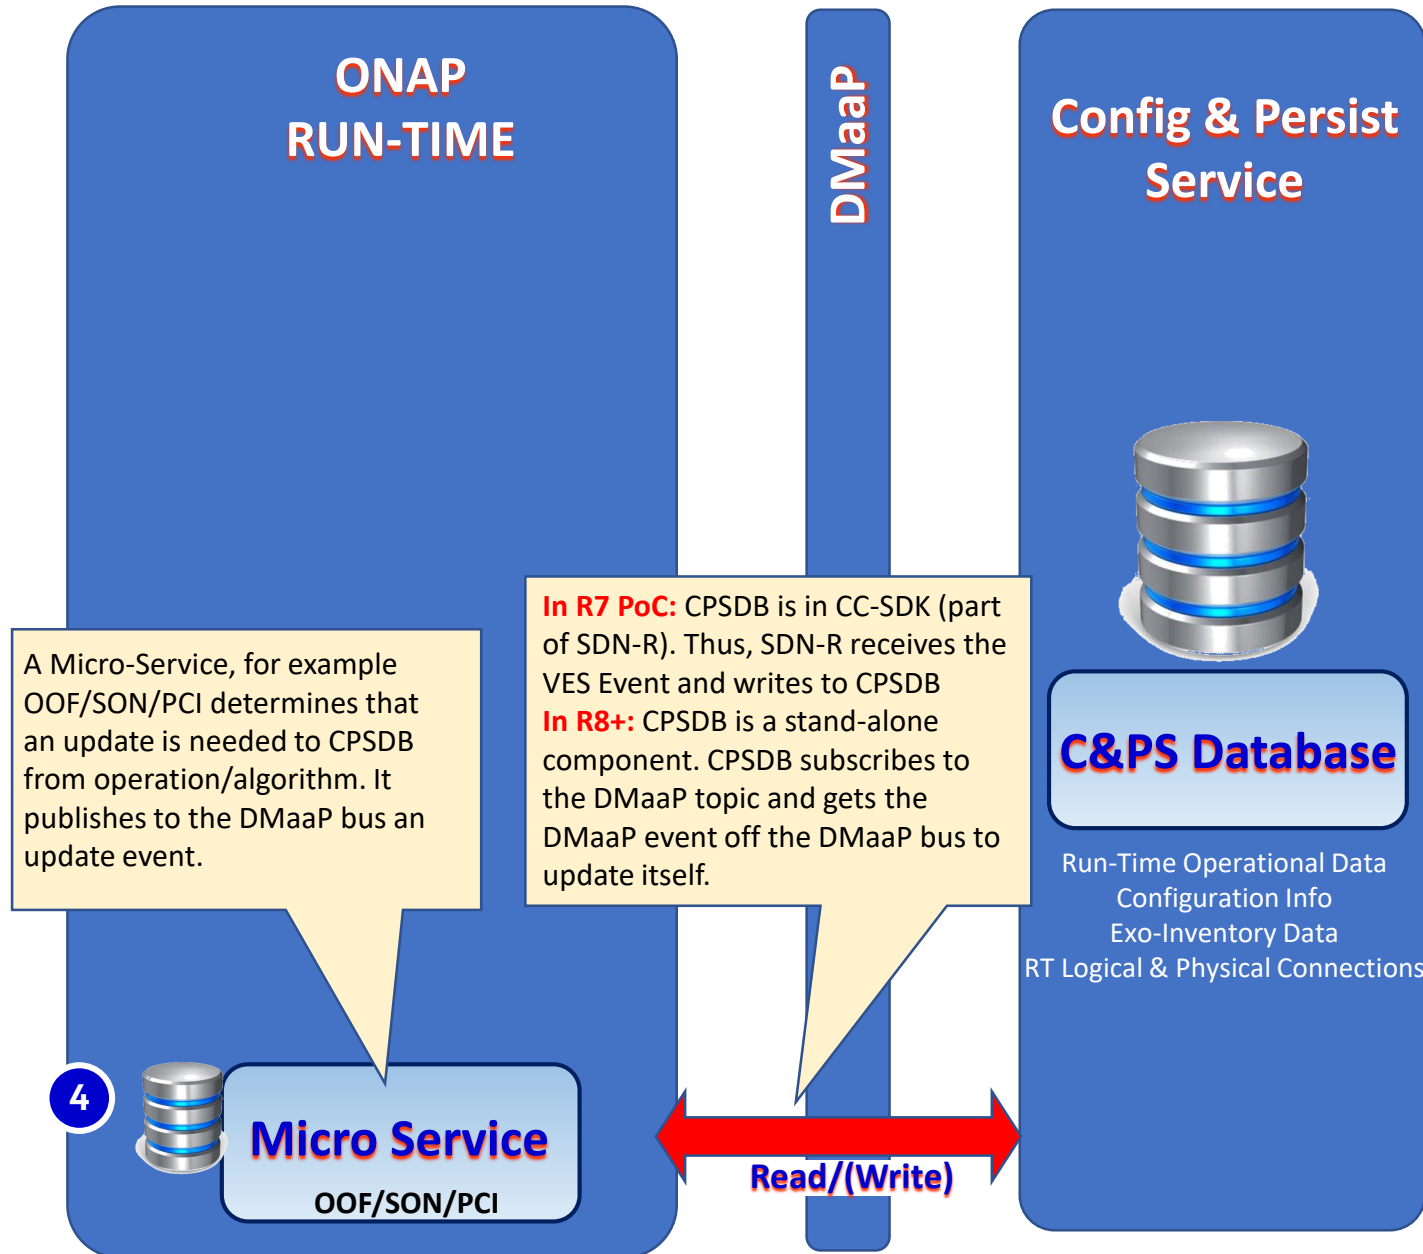 ONAP
RUN-TIME
DMaaP
Config & Persist
Service
In R7 PoC: CPSDB is in CC-SDK (part
of SDN-R). Thus, SDN-R receives the
VES Event and writes to CPSDB
In R8+: CPSDB is a stand-alone
component. CPSDB subscribes to
the DMaaP topic and gets the
DMaaP event off the DMaaP bus to
update itself.
A Micro-Service, for example
OOF/SON/PCI determines that
an update is needed to CPSDB
from operation/algorithm. It
publishes to the DMaaP bus an
update event.
C&PS Database
Run-Time Operational Data
Configuration Info
Exo-Inventory Data
RT Logical & Physical Connections
4
Micro Service
OOF/SON/PCI
Read/(Write)